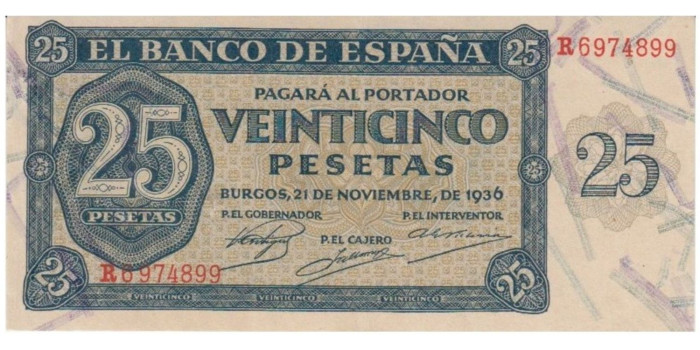 25 EL BANCO DE ESPAÑA 25 R6974899
PAGARÁ AL PORTADOR
25 VEINTICINCO 25
PESETAS PESETAS
BURGOS, 21 DE NOVIEMBRE, DE 1936
P. EL GOBERNADOR P. EL INTERVENTOR
P. EL CAJERO
R6974899
25 VEINTICINCO VEINTICINCO VEINTICINCO 25